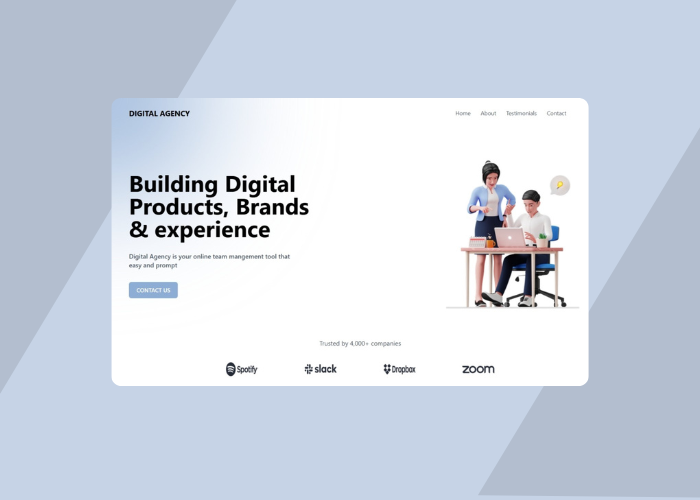 DIGITAL AGENCY
Home About Testimonials Contact
Building Digital
Products, Brands
& experience
Digital Agency is your online team mangement tool that
easy and prompt
CONTACT US
Trusted by 4,000+ companies
Spotify slack Dropbox zoom